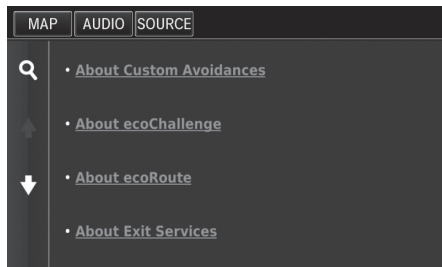 MAP AUDIO SOURCE
• About Custom Avoidances
• About ecoChallenge
• About ecoRoute
• About Exit Services